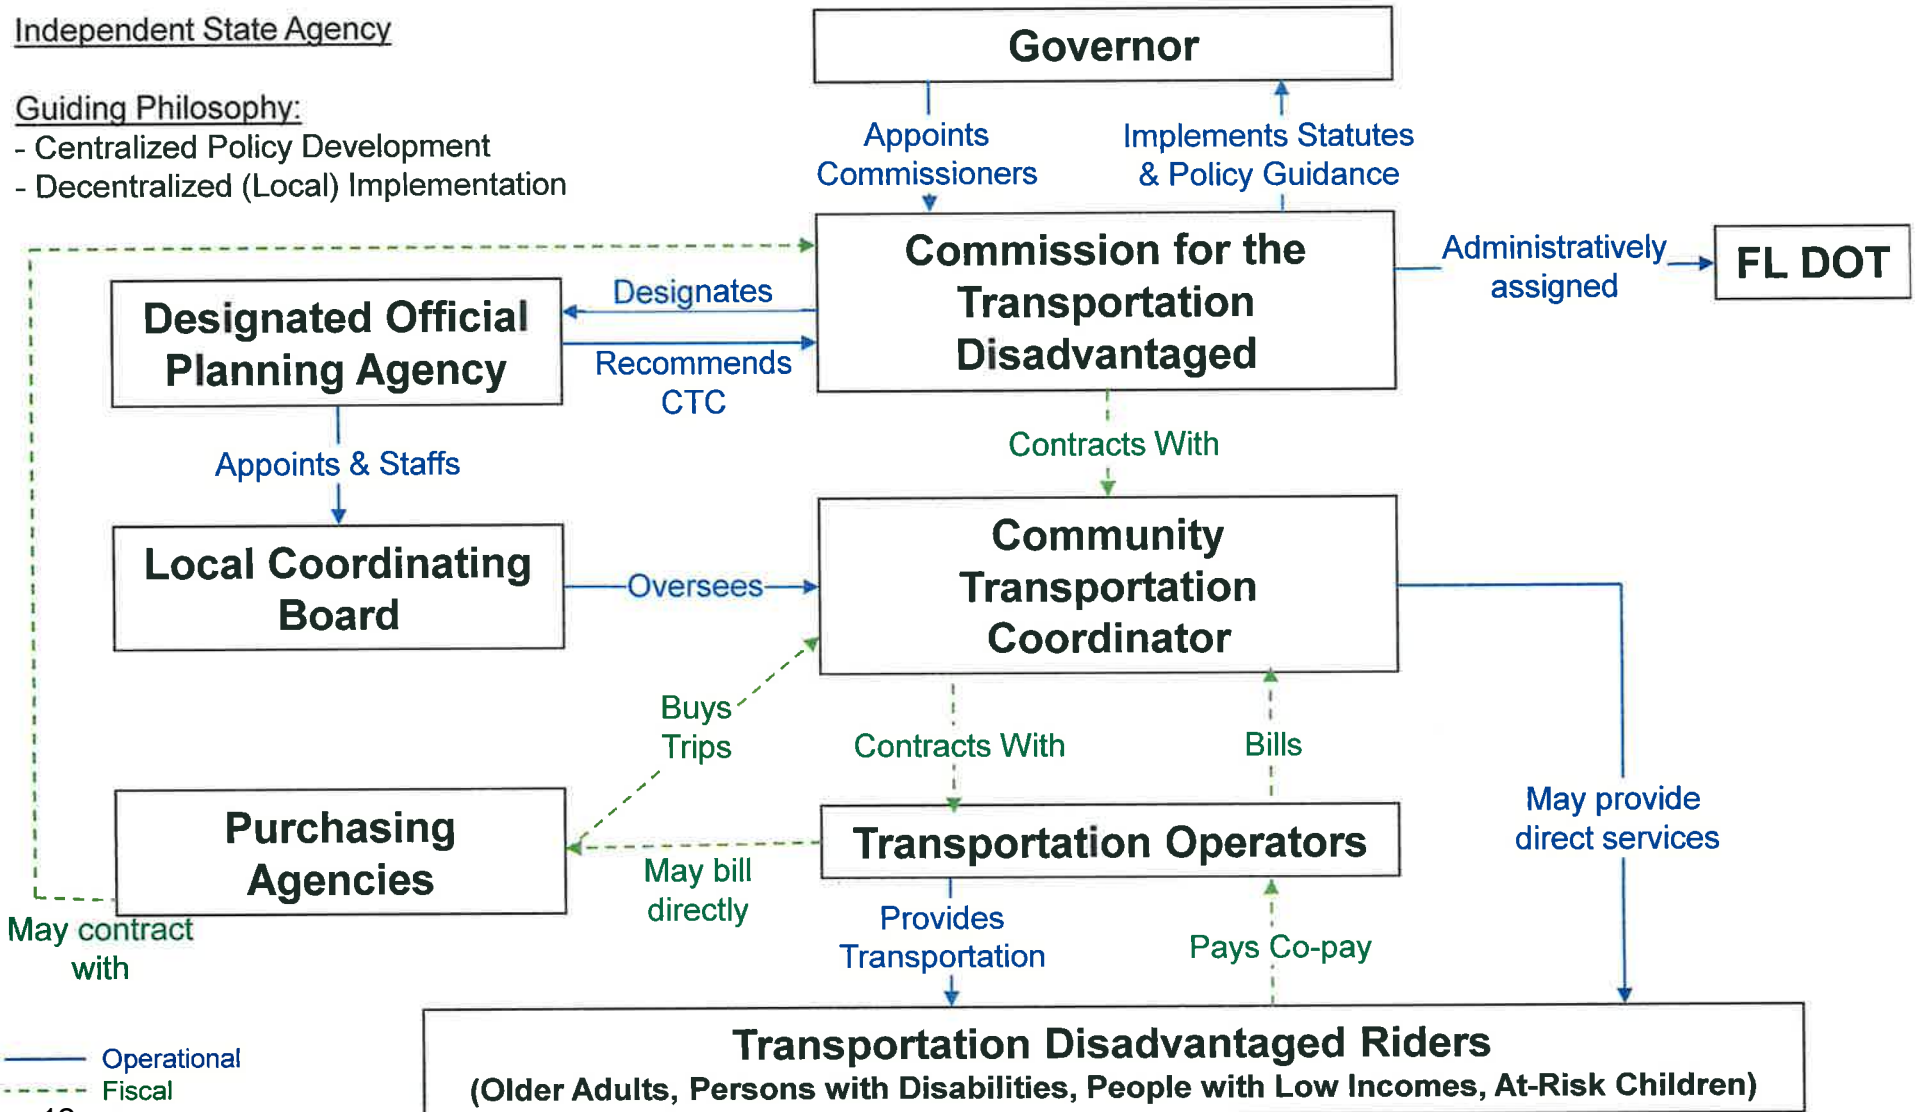 Independent State Agency
Guiding Philosophy:
- Centralized Policy Development
- Decentralized (Local) Implementation
Governor
Appoints
Commissioners
Implements Statutes
& Policy Guidance
Commission for the
Transportation
Disadvantaged
Administratively
assigned
FL DOT
Designated Official
Planning Agency
Designates
Recommends
CTC
Appoints & Staffs
Contracts With
Local Coordinating
Board
Oversees
Community
Transportation
Coordinator
Buys
Trips
Contracts With
Bills
May provide
direct services
Purchasing
Agencies
May bill
directly
Transportation Operators
May contract
with
Provides
Transportation
Pays Co-pay
Transportation Disadvantaged Riders
(Older Adults, Persons with Disabilities, People with Low Incomes, At-Risk Children)
Operational
Fiscal